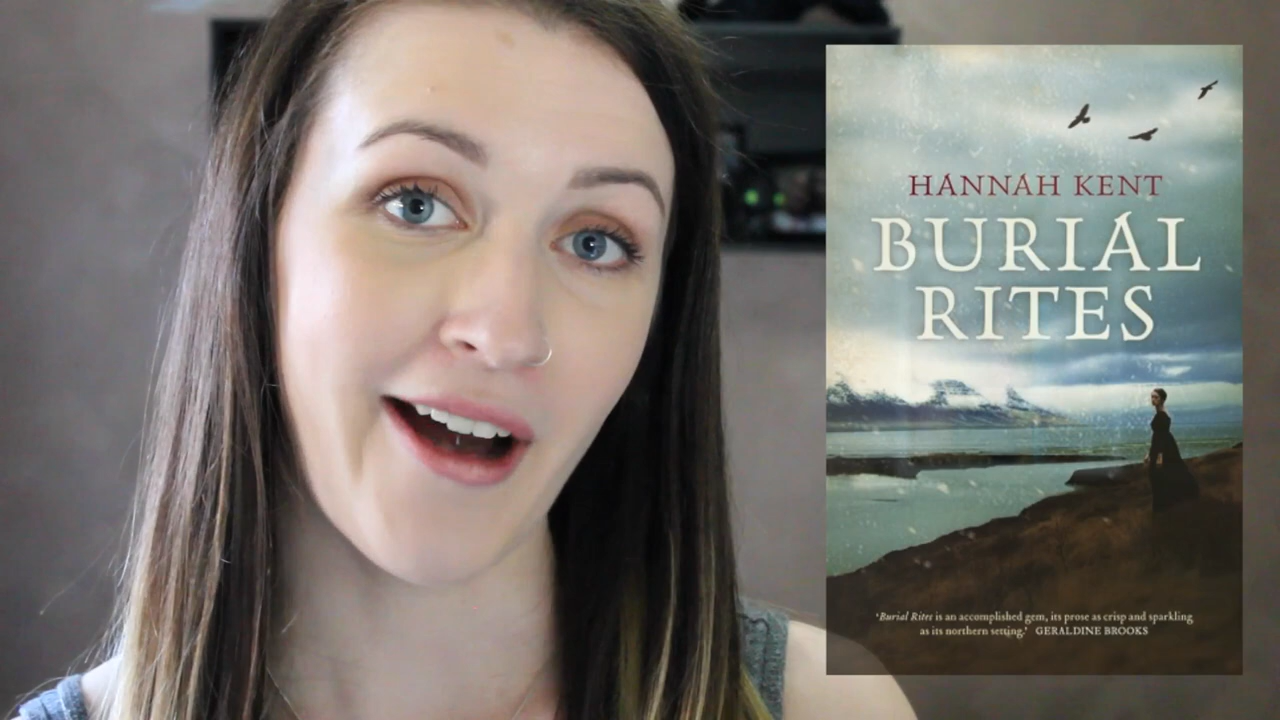 HANNAH KENT
BURIAL
RITES
‘Burial Rites is an accomplished gem, its prose as crisp and sparkling
as its northern setting.’ GERALDINE BROOKS